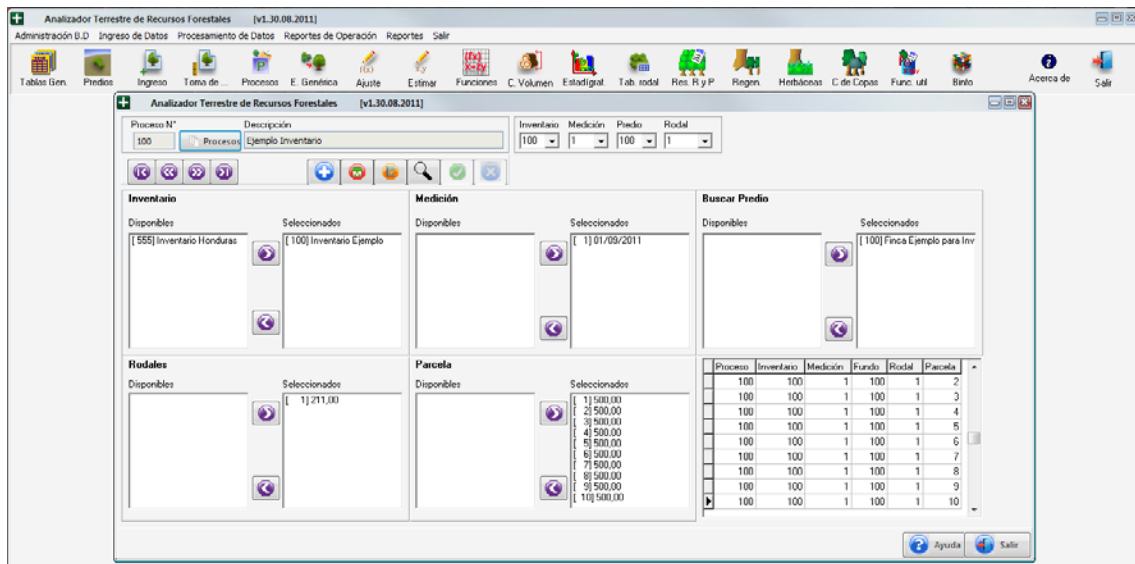 Analizador Terrestre de Recursos Forestales [v1.30.08.2011]
Administración B.D Ingreso de Datos Procesamiento de Datos Reportes de Operación Reportes Salir
Tablas Gen. Predios Ingreso Toma de ... Procesos E. Genérica Ajuste Estimar Funciones C. Volumen Estadígraf. Tab. rodal Res. R y P Regen. Herbáceas C de Copas Func. util Binto Acerca de Salir
Analizador Terrestre de Recursos Forestales [v1.30.08.2011]
Proceso N° Descripción Inventario Medición Predio Rodal
100 Procesos Ejemplo Inventario 100 1 100 1
Inventario Medición Buscar Predio
Disponibles Seleccionados Disponibles Seleccionados Disponibles Seleccionados
[ 555] Inventario Honduras [ 100] Inventario Ejemplo [ 1] 01/09/2011 [ 100] Finca Ejemplo para Inv
Rodales Parcela
Disponibles Seleccionados Disponibles Seleccionados
[ 1] 211,00
[ 1] 500,00
[ 2] 500,00
[ 3] 500,00
[ 4] 500,00
[ 5] 500,00
[ 6] 500,00
[ 7] 500,00
[ 8] 500,00
[ 9] 500,00
[ 10] 500,00
Proceso Inventario Medición Fundo Rodal Parcela
100 100 1 100 1 2
100 100 1 100 1 3
100 100 1 100 1 4
100 100 1 100 1 5
100 100 1 100 1 6
100 100 1 100 1 7
100 100 1 100 1 8
100 100 1 100 1 9
100 100 1 100 1 10
Ayuda Salir